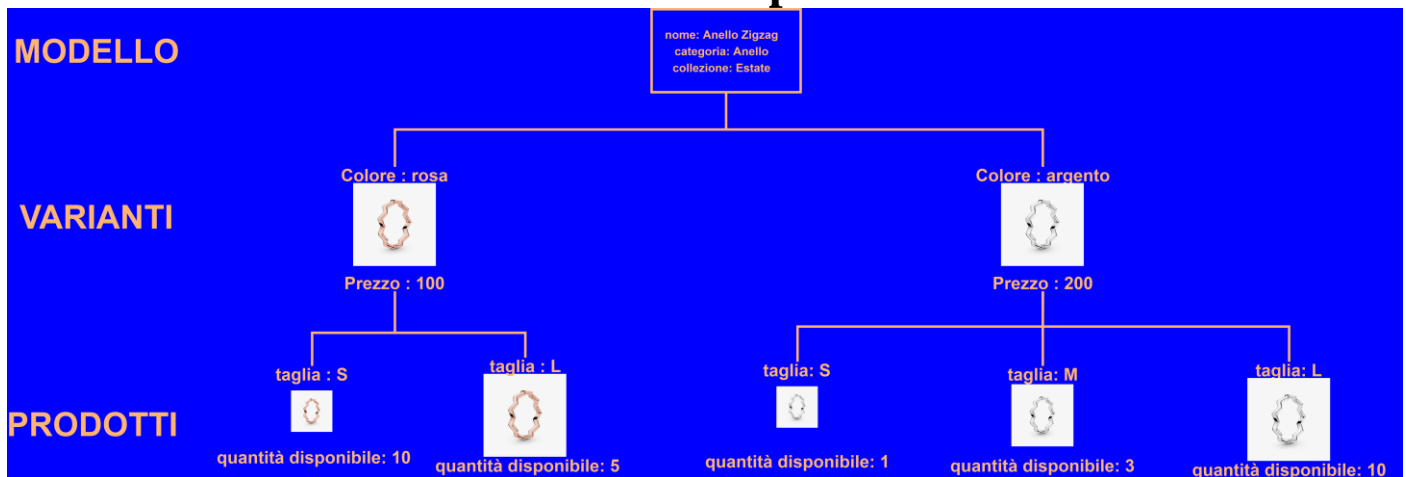 MODELLO
nome: Anello Zigzag
categoria: Anello
collezione: Estate
VARIANTI
Colore : rosa
Prezzo : 100
Colore : argento
Prezzo : 200
PRODOTTI
taglia : S
quantità disponibile: 10
taglia : L
quantità disponibile: 5
taglia: S
quantità disponibile: 1
taglia: M
quantità disponibile: 3
taglia: L
quantità disponibile: 10